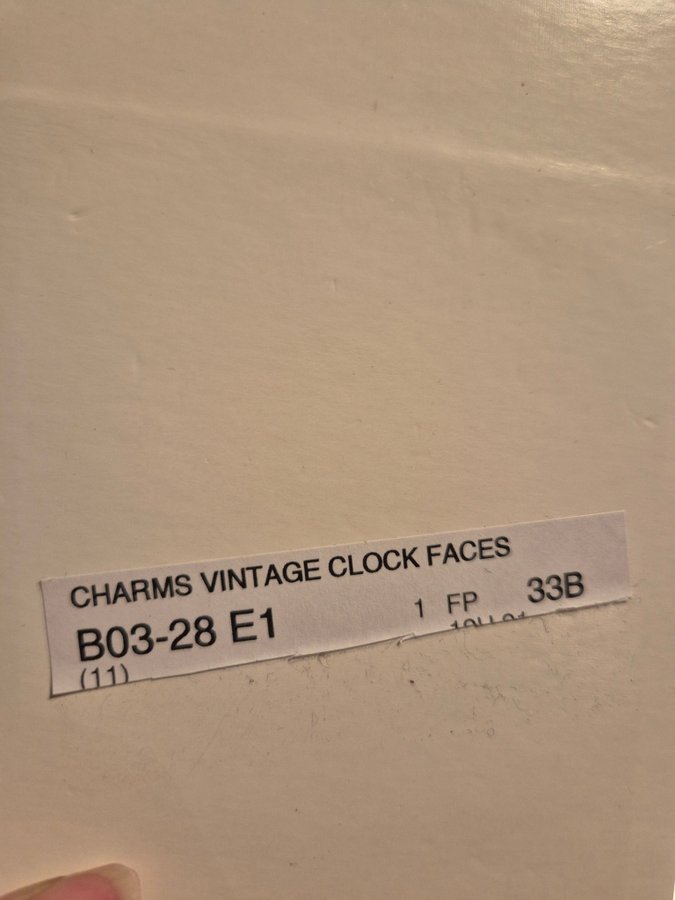 CHARMS VINTAGE CLOCK FACES
B03-28 E1 1 FP 33B
(11)